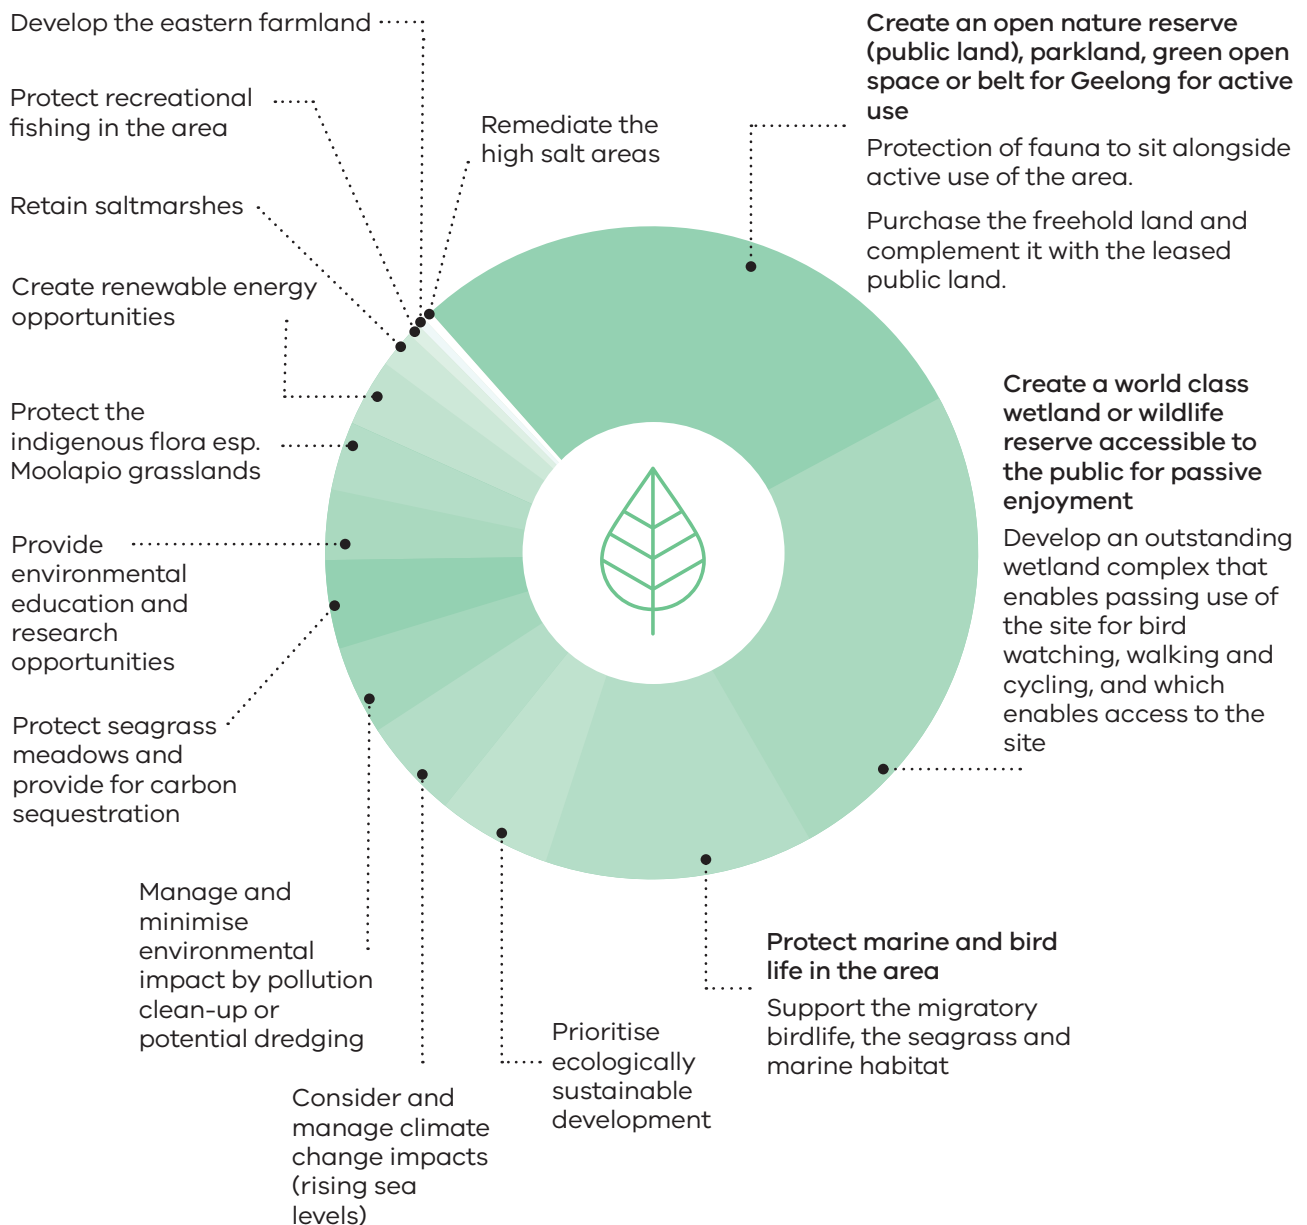 Develop the eastern farmland
Protect recreational
fishing in the area
Retain saltmarshes
Create renewable energy
opportunities
Protect the
indigenous flora esp.
Moolapio grasslands
Provide
environmental
education and
research
opportunities
Protect seagrass
meadows and
provide for carbon
sequestration
Manage and
minimise
environmental
impact by pollution
clean-up or
potential dredging
Consider and
manage climate
change impacts
(rising sea
levels)
Prioritise
ecologically
sustainable
development
Protect marine and bird
life in the area
Support the migratory
birdlife, the seagrass and
marine habitat
Remediate the
high salt areas
Create an open nature reserve
(public land), parkland, green open
space or belt for Geelong for active
use
Protection of fauna to sit alongside
active use of the area.
Purchase the freehold land and
complement it with the leased
public land.
Create a world class
wetland or wildlife
reserve accessible to
the public for passive
enjoyment
Develop an outstanding
wetland complex that
enables passing use of
the site for bird
watching, walking and
cycling, and which
enables access to the
site